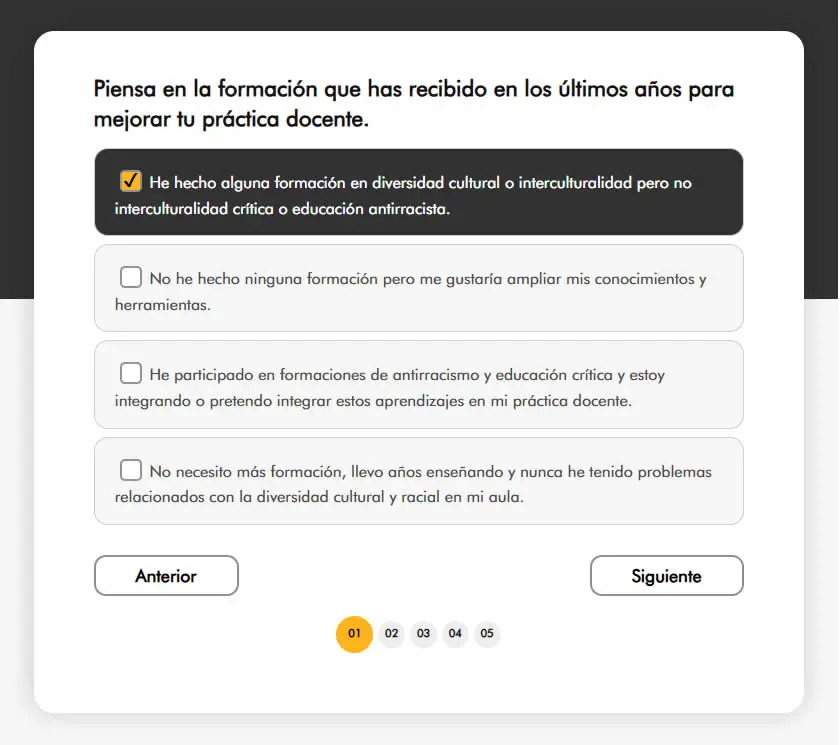 Piensa en la formación que has recibido en los últimos años para
mejorar tu práctica docente.
He hecho alguna formación en diversidad cultural o interculturalidad pero no
interculturalidad crítica o educación antirracista.
No he hecho ninguna formación pero me gustaría ampliar mis conocimientos y
herramientas.
He participado en formaciones de antirracismo y educación crítica y estoy
integrando o pretendo integrar estos aprendizajes en mi práctica docente.
No necesito más formación, llevo años enseñando y nunca he tenido problemas
relacionados con la diversidad cultural y racial en mi aula.
Anterior
Siguiente
01 02 03 04 05